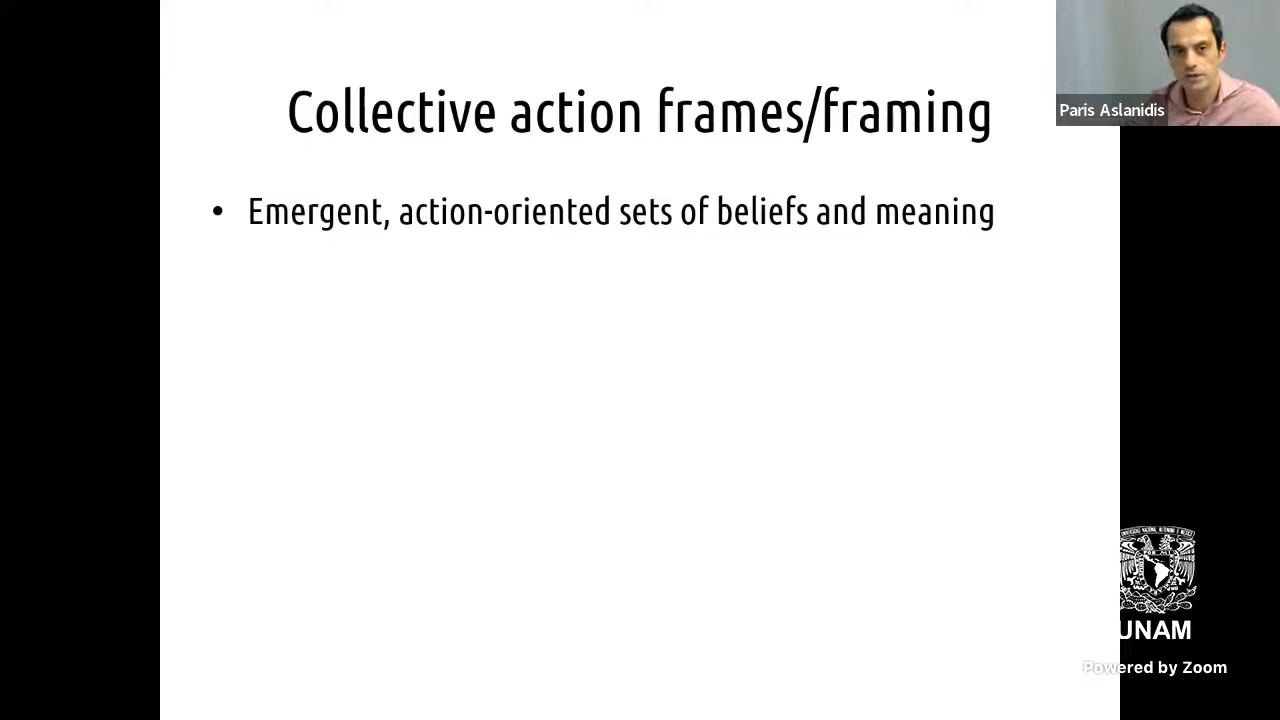 Collective action frames/framing
Paris Aslanidis
• Emergent, action-oriented sets of beliefs and meaning
UNAM
Powered by Zoom